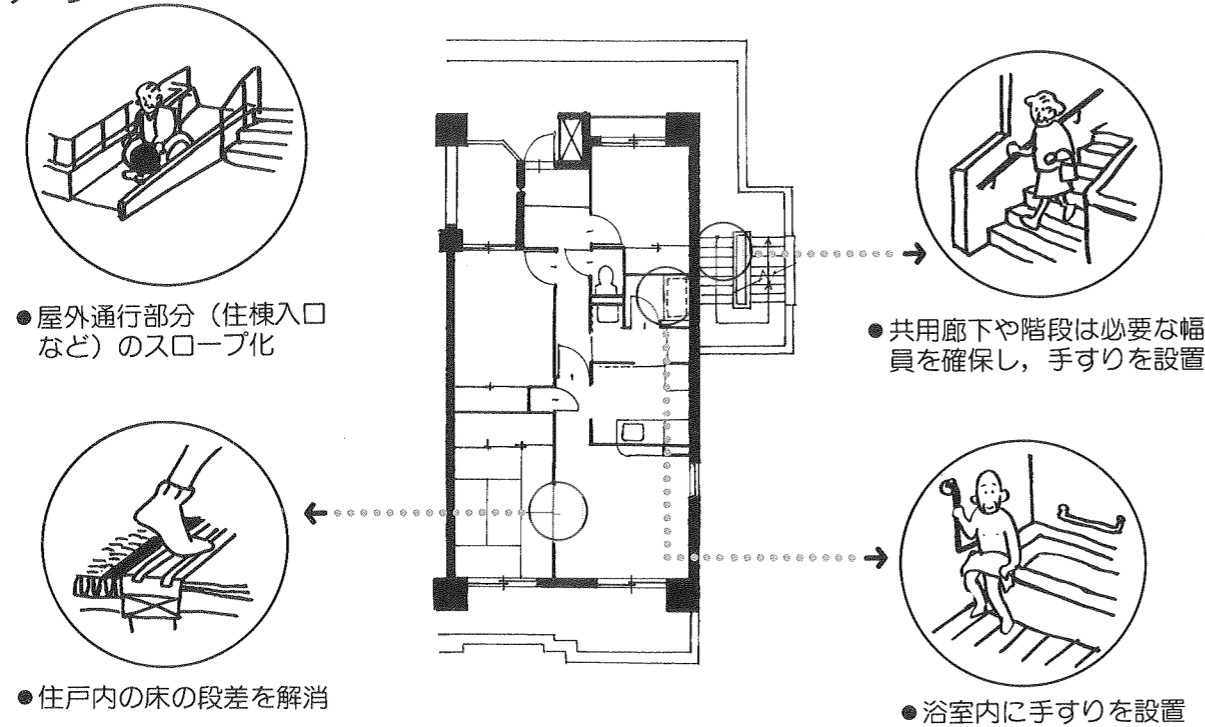 ●屋外通行部分（住棟入口
など）のスロープ化
●共用廊下や階段は必要な幅
員を確保し，手すりを設置
●住戸内の床の段差を解消
●浴室内に手すりを設置